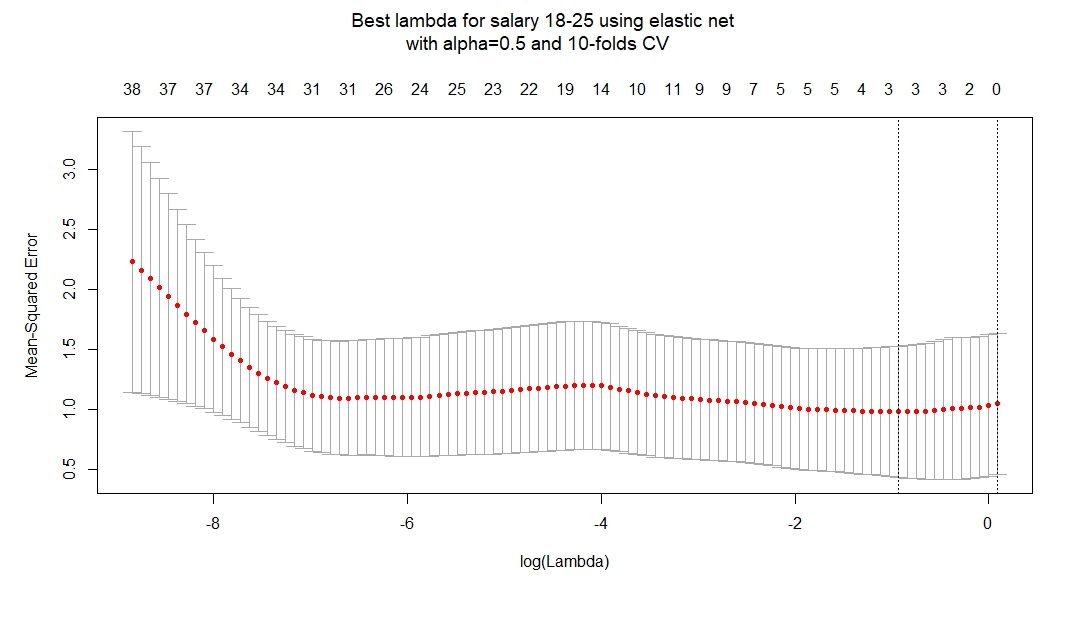 Best lambda for salary 18-25 using elastic net
with alpha=0.5 and 10-folds CV
38 37 37 34 34 31 31 26 24 25 23 22 19 14 10 11 9 9 7 5 5 5 4 3 3 3 2 0
Mean-Squared Error
3.0
2.5
2.0
1.5
1.0
0.5
-8 -6 -4 -2 0
log(Lambda)